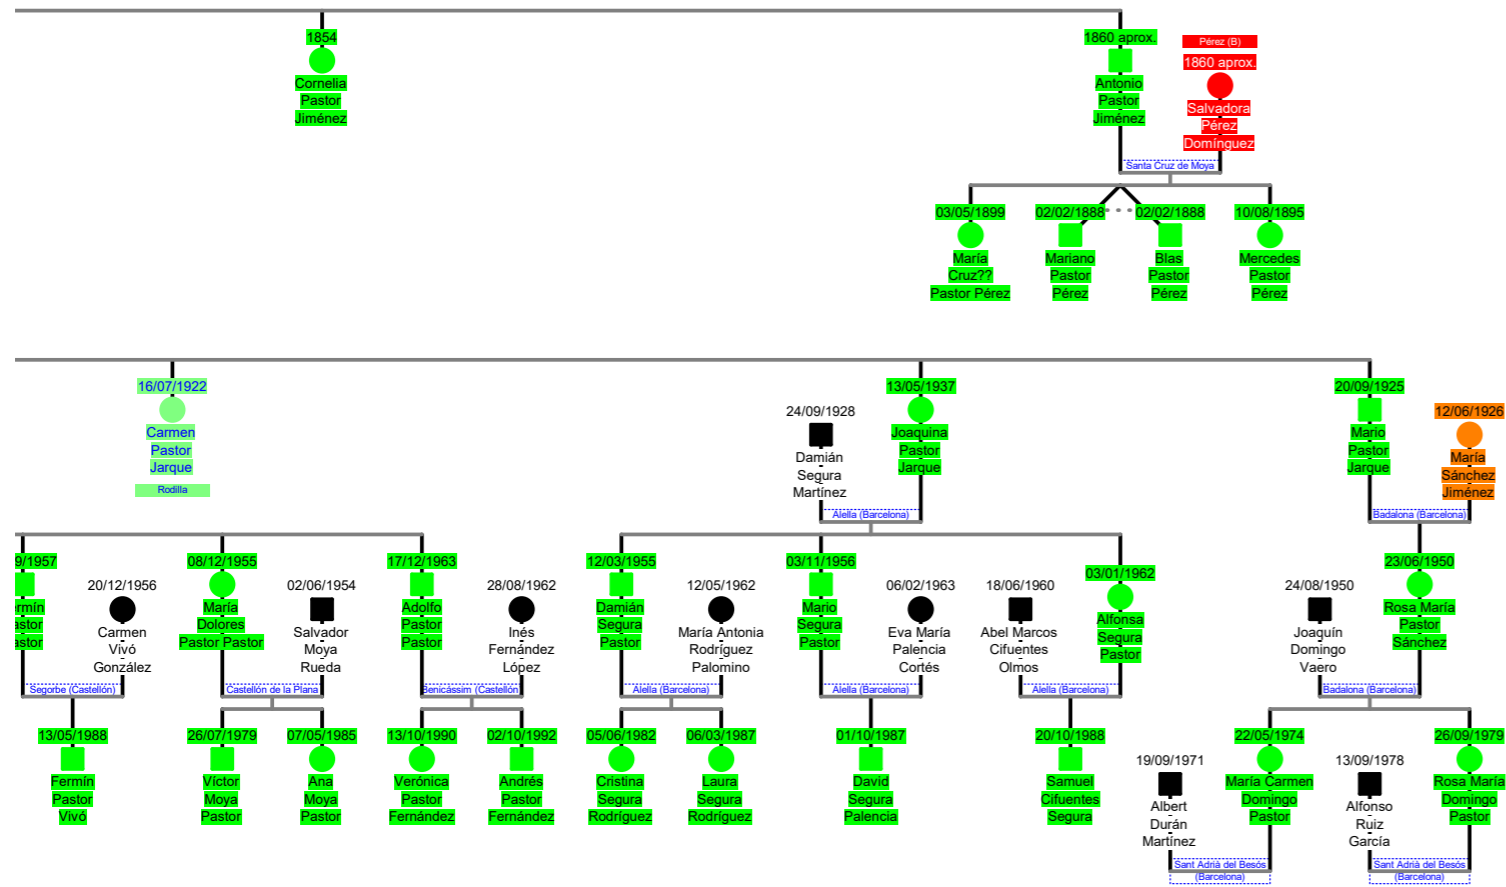 1854
Cornelia
Pastor
Jiménez
1860 aprox.
Antonio
Pastor
Jiménez
Pérez (B)
1860 aprox.
Salvadora
Pérez
Domínguez
Santa Cruz de Moya
03/05/1899
María
Cruz??
Pastor Pérez
02/02/1888
Mariano
Pastor
Pérez
02/02/1888
Blas
Pastor
Pérez
10/08/1895
Mercedes
Pastor
Pérez
16/07/1922
Carmen
Pastor
Jarque
Rodilla
24/09/1928
Damián
Segura
Martínez
13/05/1937
Joaquina
Pastor
Jarque
Alella (Barcelona)
20/09/1925
Mario
Pastor
Jarque
12/06/1926
María
Sánchez
Jiménez
Badalona (Barcelona)
9/1957
ermín
astor
astor
20/12/1956
Carmen
Vivó
González
Segorbe (Castellón)
08/12/1955
María
Dolores
Pastor Pastor
02/06/1954
Salvador
Moya
Rueda
Castellón de la Plana
17/12/1963
Adolfo
Pastor
Pastor
28/08/1962
Inés
Fernández
López
Benicássim (Castellón)
12/03/1955
Damián
Segura
Pastor
12/05/1962
María Antonia
Rodríguez
Palomino
Alella (Barcelona)
03/11/1956
Mario
Segura
Pastor
06/02/1963
Eva María
Palencia
Cortés
Alella (Barcelona)
18/06/1960
Abel Marcos
Cifuentes
Olmos
03/01/1962
Alfonsa
Segura
Pastor
Alella (Barcelona)
24/08/1950
Joaquín
Domingo
Vaero
23/06/1950
Rosa María
Pastor
Sánchez
Badalona (Barcelona)
13/05/1988
Fermín
Pastor
Vivó
26/07/1979
Víctor
Moya
Pastor
07/05/1985
Ana
Moya
Pastor
13/10/1990
Verónica
Pastor
Fernández
02/10/1992
Andrés
Pastor
Fernández
05/06/1982
Cristina
Segura
Rodríguez
06/03/1987
Laura
Segura
Rodríguez
01/10/1987
David
Segura
Palencia
20/10/1988
Samuel
Cifuentes
Segura
19/09/1971
Albert
Durán
Martínez
22/05/1974
María Carmen
Domingo
Pastor
Sant Adrià del Besós
(Barcelona)
13/09/1978
Alfonso
Ruiz
García
26/09/1979
Rosa María
Domingo
Pastor
Sant Adrià del Besós
(Barcelona)